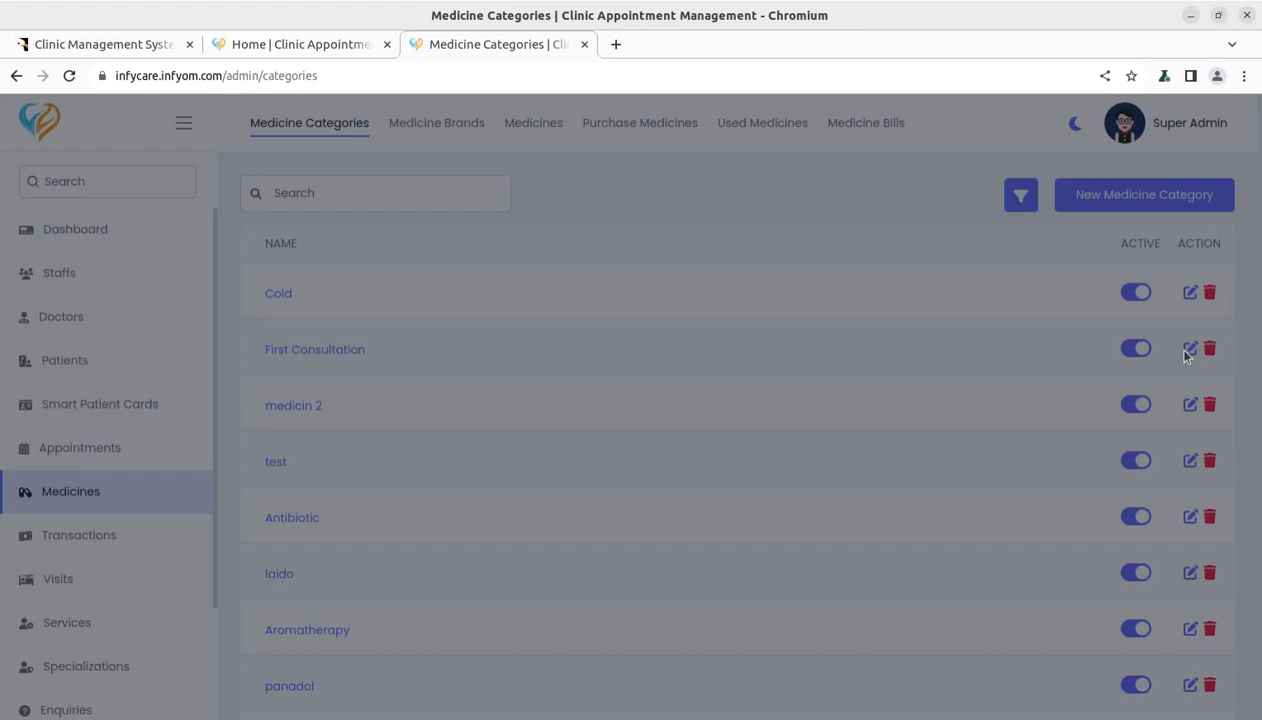 Medicine Categories | Clinic Appointment Management - Chromium
Clinic Management Syste
Home | Clinic Appointme
Medicine Categories | Cli
infycare.infyom.com/admin/categories
Medicine Categories
Medicine Brands
Medicines
Purchase Medicines
Used Medicines
Medicine Bills
Super Admin
Search
Dashboard
Staffs
Doctors
Patients
Smart Patient Cards
Appointments
Medicines
Transactions
Visits
Services
Specializations
Enquiries
Search
New Medicine Category
NAME ACTIVE ACTION
Cold
First Consultation
medicin 2
test
Antibiotic
Aromatherapy
panadol